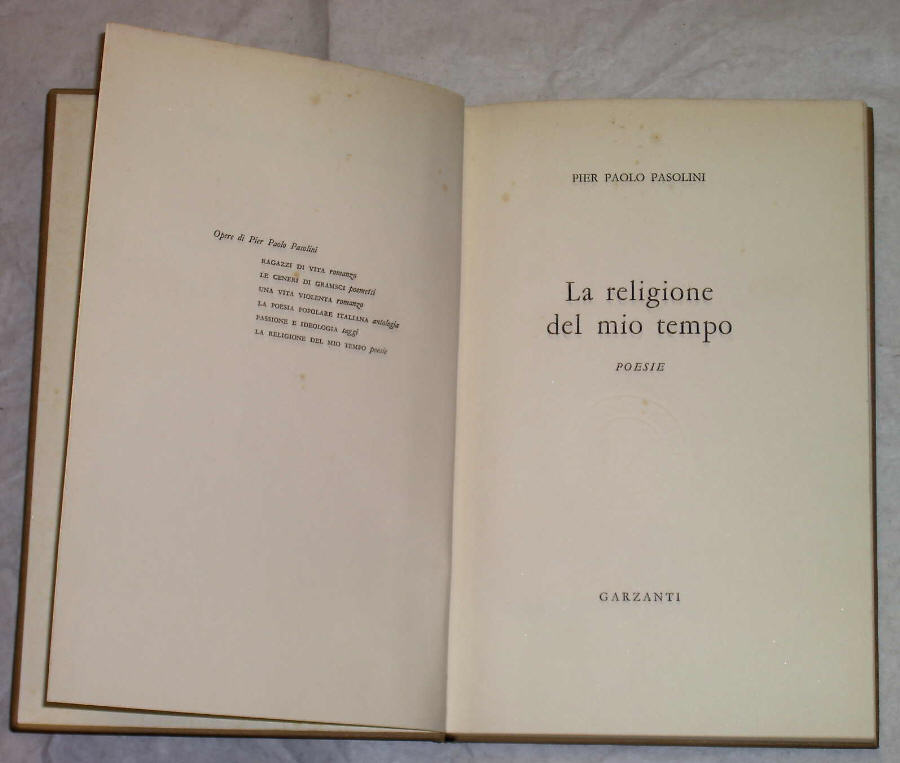 Opere di Pier Paolo Pasolini
RAGAZZI DI VITA romanzo
LE CENERI DI GRAMSCI poemetti
UNA VITA VIOLENTA romanzo
LA POESIA POPOLARE ITALIANA antologia
PASSIONE E IDEOLOGIA saggi
LA RELIGIONE DEL MIO TEMPO poesie
PIER PAOLO PASOLINI
La religione
del mio tempo
POESIE
GARZANTI